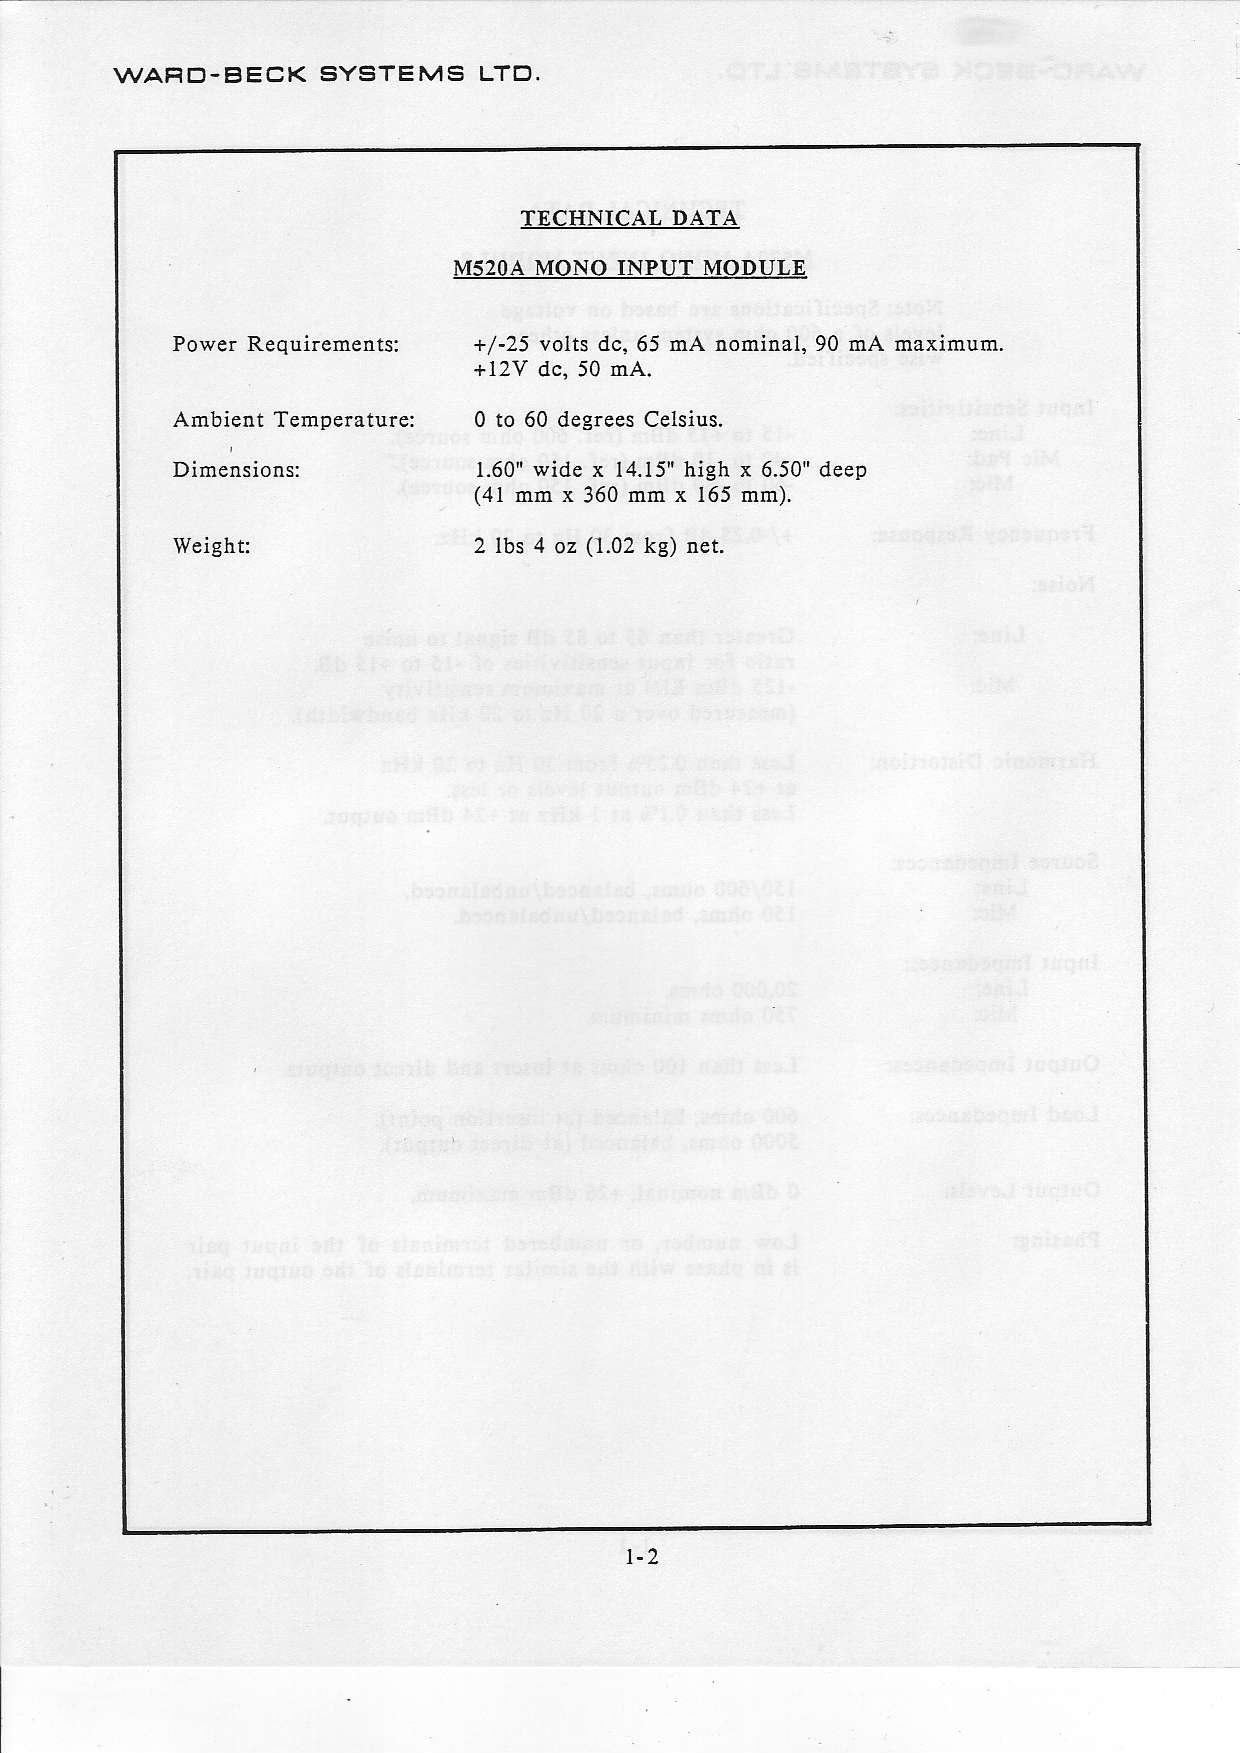 WARD-BECK SYSTEMS LTD.
TECHNICAL DATA
M520A MONO INPUT MODULE
Power Requirements: +/-25 volts dc, 65 mA nominal, 90 mA maximum.
+12V dc, 50 mA.
Ambient Temperature: 0 to 60 degrees Celsius.
Dimensions: 1.60" wide x 14.15" high x 6.50" deep
(41 mm x 360 mm x 165 mm).
Weight: 2 lbs 4 oz (1.02 kg) net.
1-2